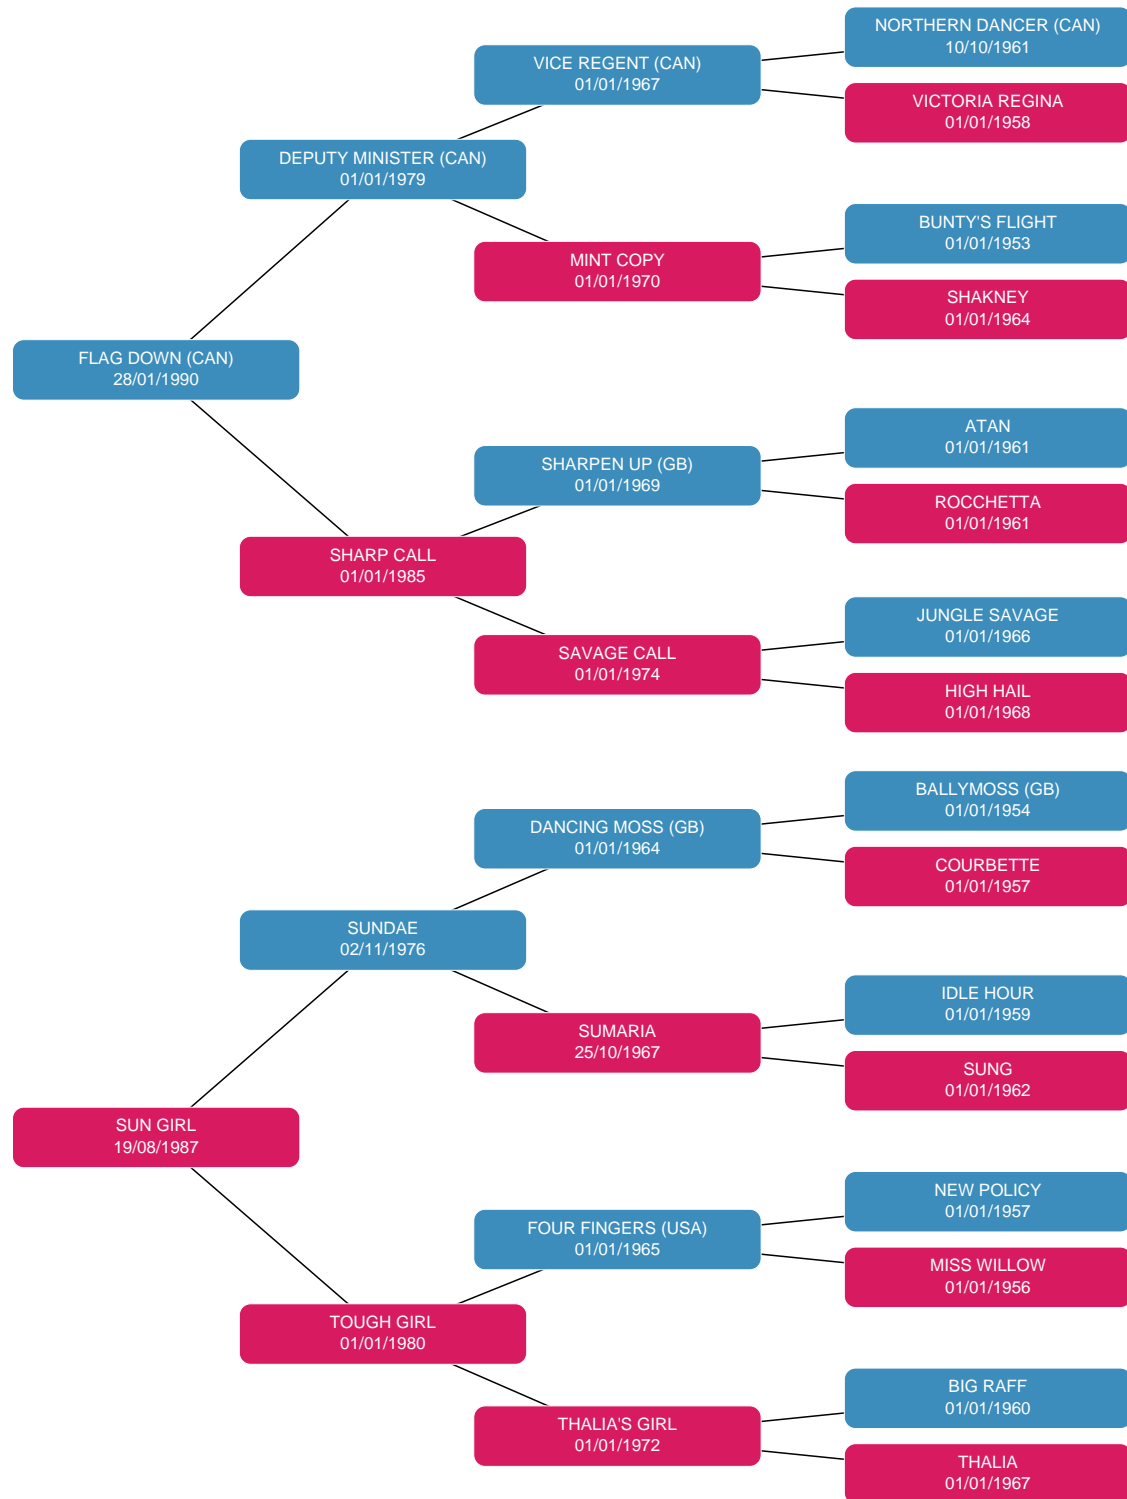 NORTHERN DANCER (CAN)
10/10/1961
VICE REGENT (CAN)
01/01/1967
VICTORIA REGINA
01/01/1958
DEPUTY MINISTER (CAN)
01/01/1979
BUNTY'S FLIGHT
01/01/1953
MINT COPY
01/01/1970
SHAKNEY
01/01/1964
FLAG DOWN (CAN)
28/01/1990
ATAN
01/01/1961
SHARPEN UP (GB)
01/01/1969
ROCCHETTA
01/01/1961
SHARP CALL
01/01/1985
JUNGLE SAVAGE
01/01/1966
SAVAGE CALL
01/01/1974
HIGH HAIL
01/01/1968
BALLYMOSS (GB)
01/01/1954
DANCING MOSS (GB)
01/01/1964
COURBETTE
01/01/1957
SUNDAE
02/11/1976
IDLE HOUR
01/01/1959
SUMARIA
25/10/1967
SUNG
01/01/1962
SUN GIRL
19/08/1987
NEW POLICY
01/01/1957
FOUR FINGERS (USA)
01/01/1965
MISS WILLOW
01/01/1956
TOUGH GIRL
01/01/1980
BIG RAFF
01/01/1960
THALIA'S GIRL
01/01/1972
THALIA
01/01/1967